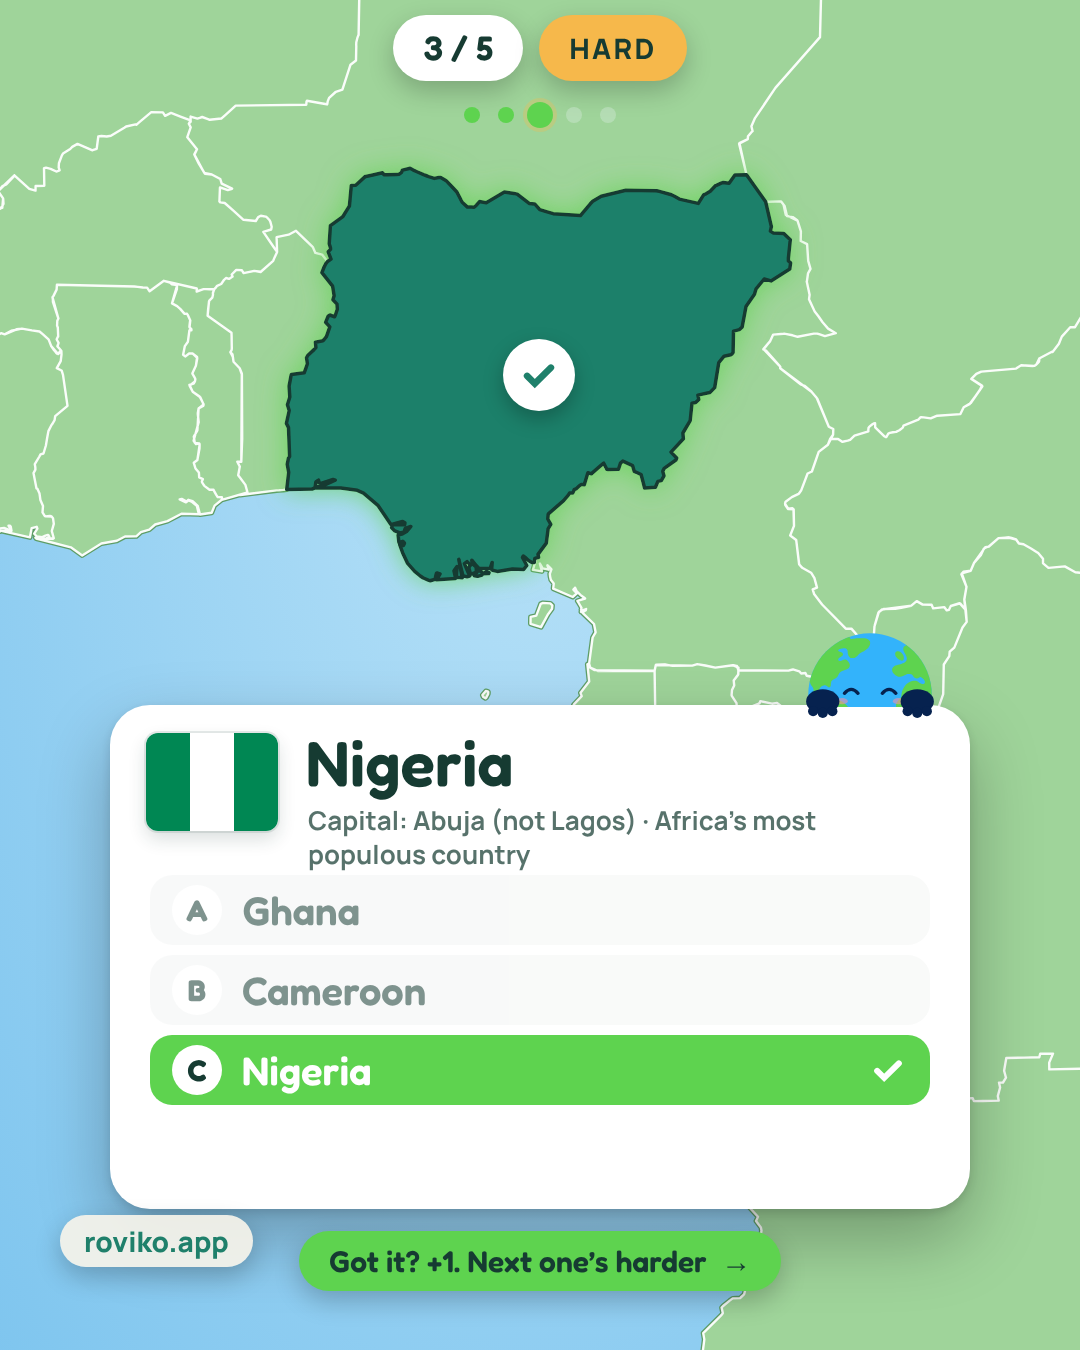 3 / 5
HARD
Nigeria
Capital: Abuja (not Lagos) · Africa's most
populous country
A Ghana
B Cameroon
C Nigeria
roviko.app
Got it? +1. Next one's harder →